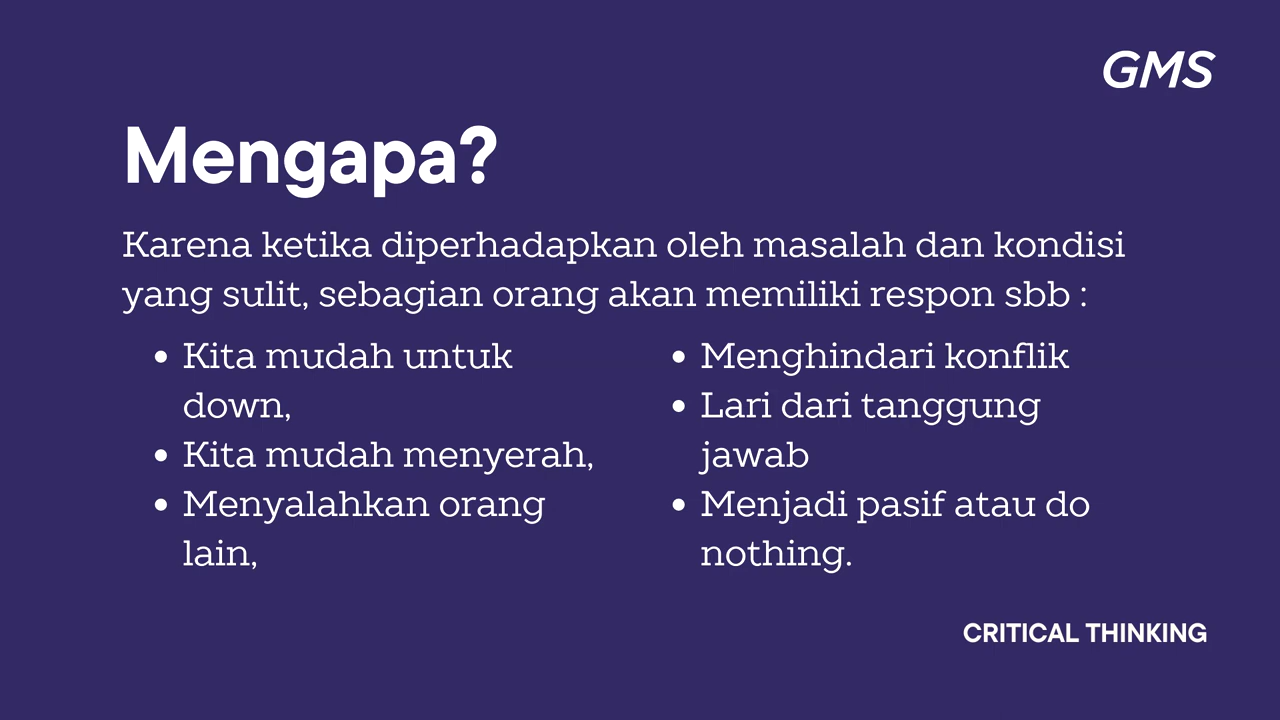 GMS
Mengapa?
Karena ketika diperhadapkan oleh masalah dan kondisi
yang sulit, sebagian orang akan memiliki respon sbb :
• Kita mudah untuk
down,
• Kita mudah menyerah,
• Menyalahkan orang
lain,
• Menghindari konflik
• Lari dari tanggung
jawab
• Menjadi pasif atau do
nothing.
CRITICAL THINKING